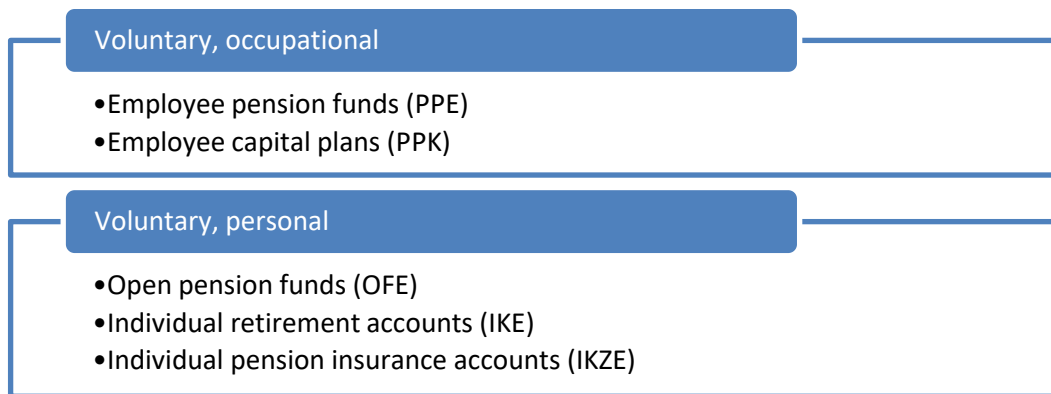 Voluntary, occupational
•Employee pension funds (PPE)
•Employee capital plans (PPK)
Voluntary, personal
•Open pension funds (OFE)
•Individual retirement accounts (IKE)
•Individual pension insurance accounts (IKZE)